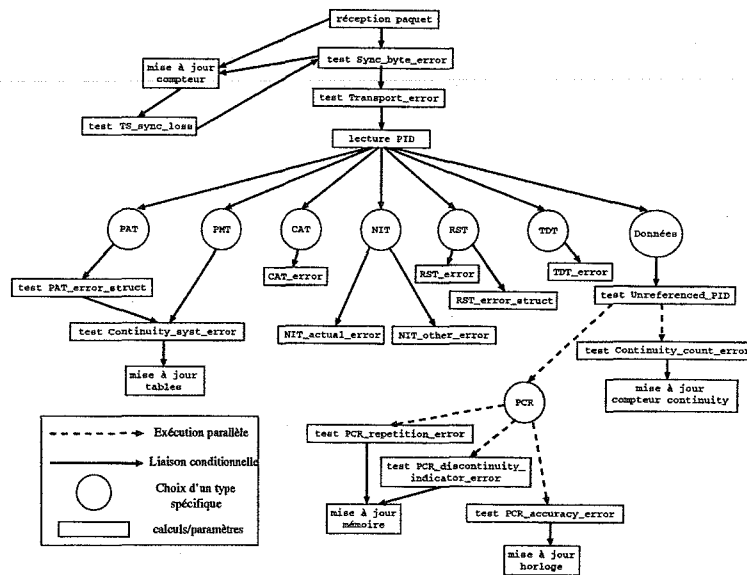 réception paquet
test Sync_byte_error
mise à jour
compteur
test Transport_error
test TS_sync_loss
lecture PID
PAT
PMT
CAT
NIT
RST
TDT
Données
CAT_error
RST_error
TDT_error
test PAT_error_struct
RST_error_struct
test Unreferenced_PID
test Continuity_syst_error
NIT_actual_error
NIT_other_error
test Continuity_count_error
mise à jour
tables
mise à jour
compteur continuity
PCR
Exécution parallèle
test PCR_repetition_error
Liaison conditionnelle
test PCR_discontinuity_
indicator_error
Choix d'un type
spécifique
mise à jour
mémoire
test PCR_accuracy_error
calculs/paramètres
mise à jour
horloge